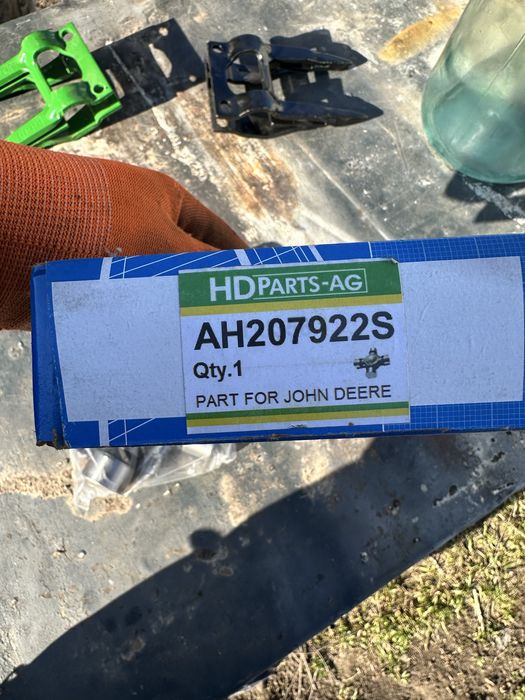 HDPARTS-AG
AH207922S
Qty.1
PART FOR JOHN DEERE